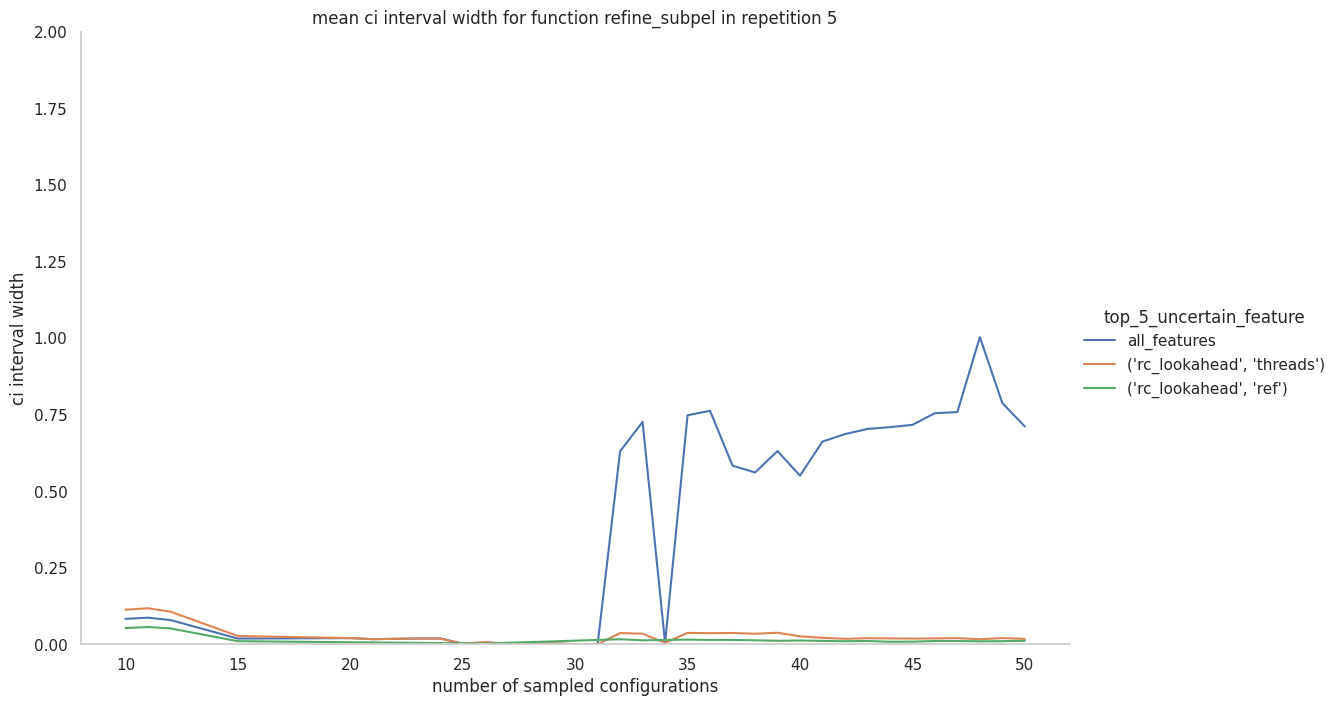 mean ci interval width for function refine_subpel in repetition 5
2.00
1.75
1.50
1.25
1.00
0.75
0.50
0.25
0.00
ci interval width
10 15 20 25 30 35 40 45 50
number of sampled configurations
top_5_uncertain_feature
all_features
('rc_lookahead', 'threads')
('rc_lookahead', 'ref')